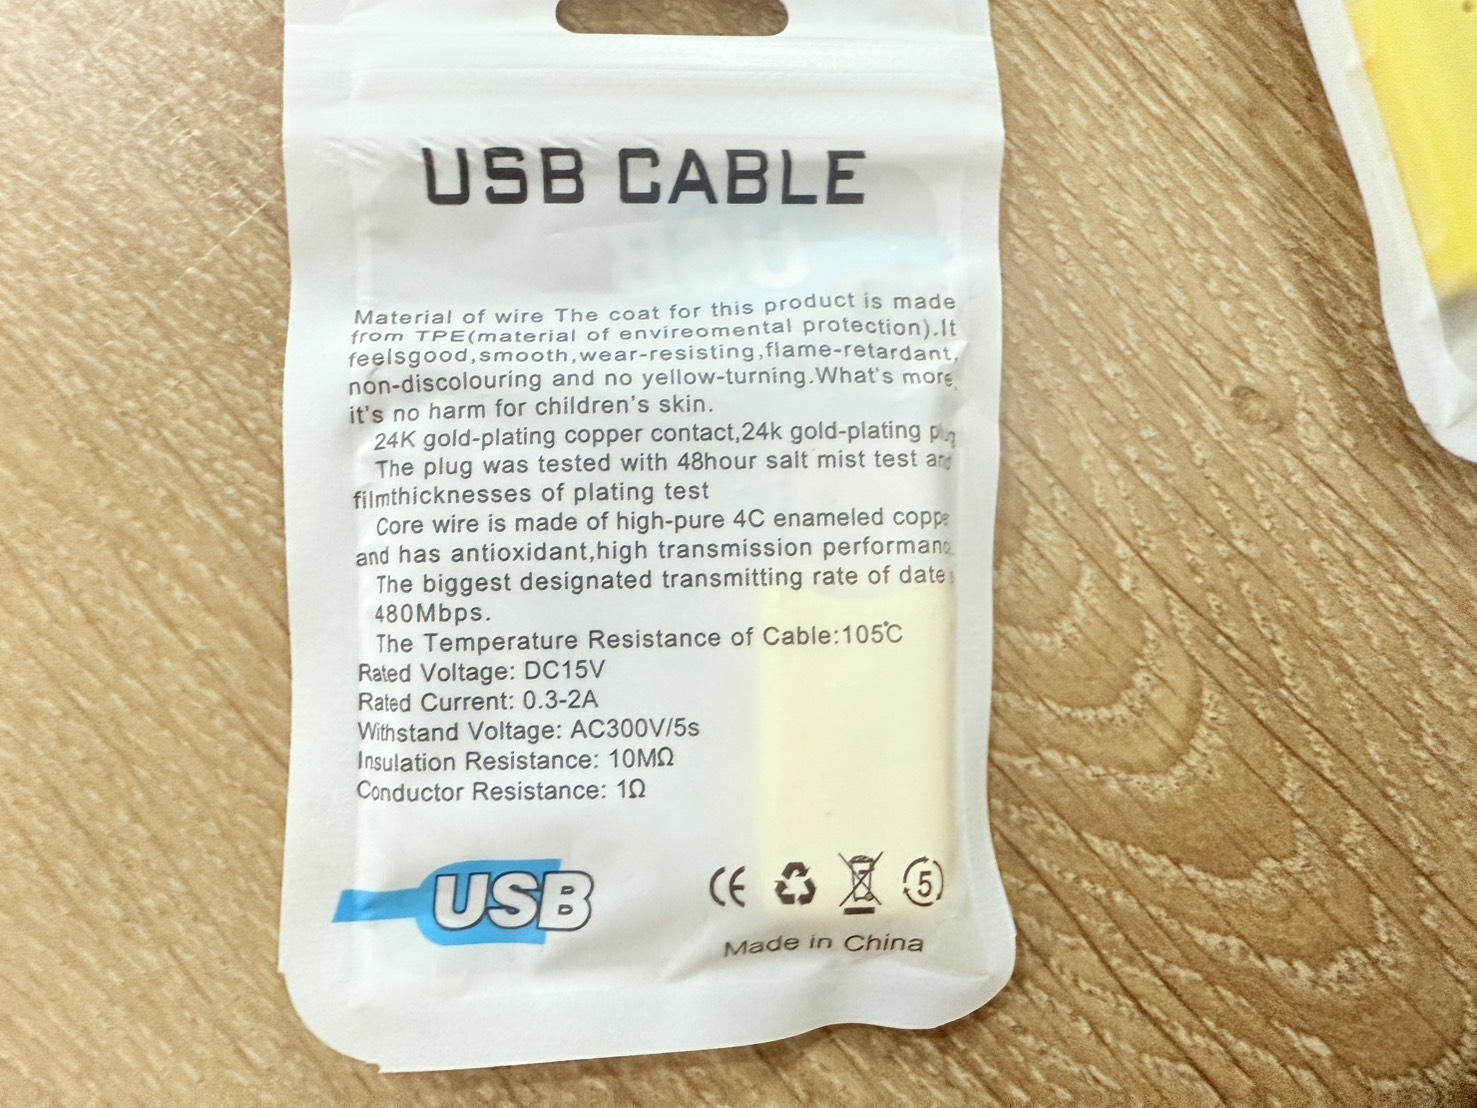 USB CABLE
Material of wire The coat for this product is made
from TPE(material of envireomental protection).It
feelsgood,smooth,wear-resisting,flame-retardant,
non-discolouring and no yellow-turning.What's more,
it's no harm for children's skin.
24K gold-plating copper contact,24k gold-plating
The plug was tested with 48hour salt mist test and
filmthicknesses of plating test
Core wire is made of high-pure 4C enameled
and has antioxidant,high transmission
The biggest designated transmitting rate of date
480Mbps.
The Temperature Resistance of Cable:105℃
Rated Voltage: DC15V
Rated Current: 0.3-2A
Withstand Voltage: AC300V/5s
Insulation Resistance: 10MΩ
Conductor Resistance: 1Ω
USB
CE
5
Made in China